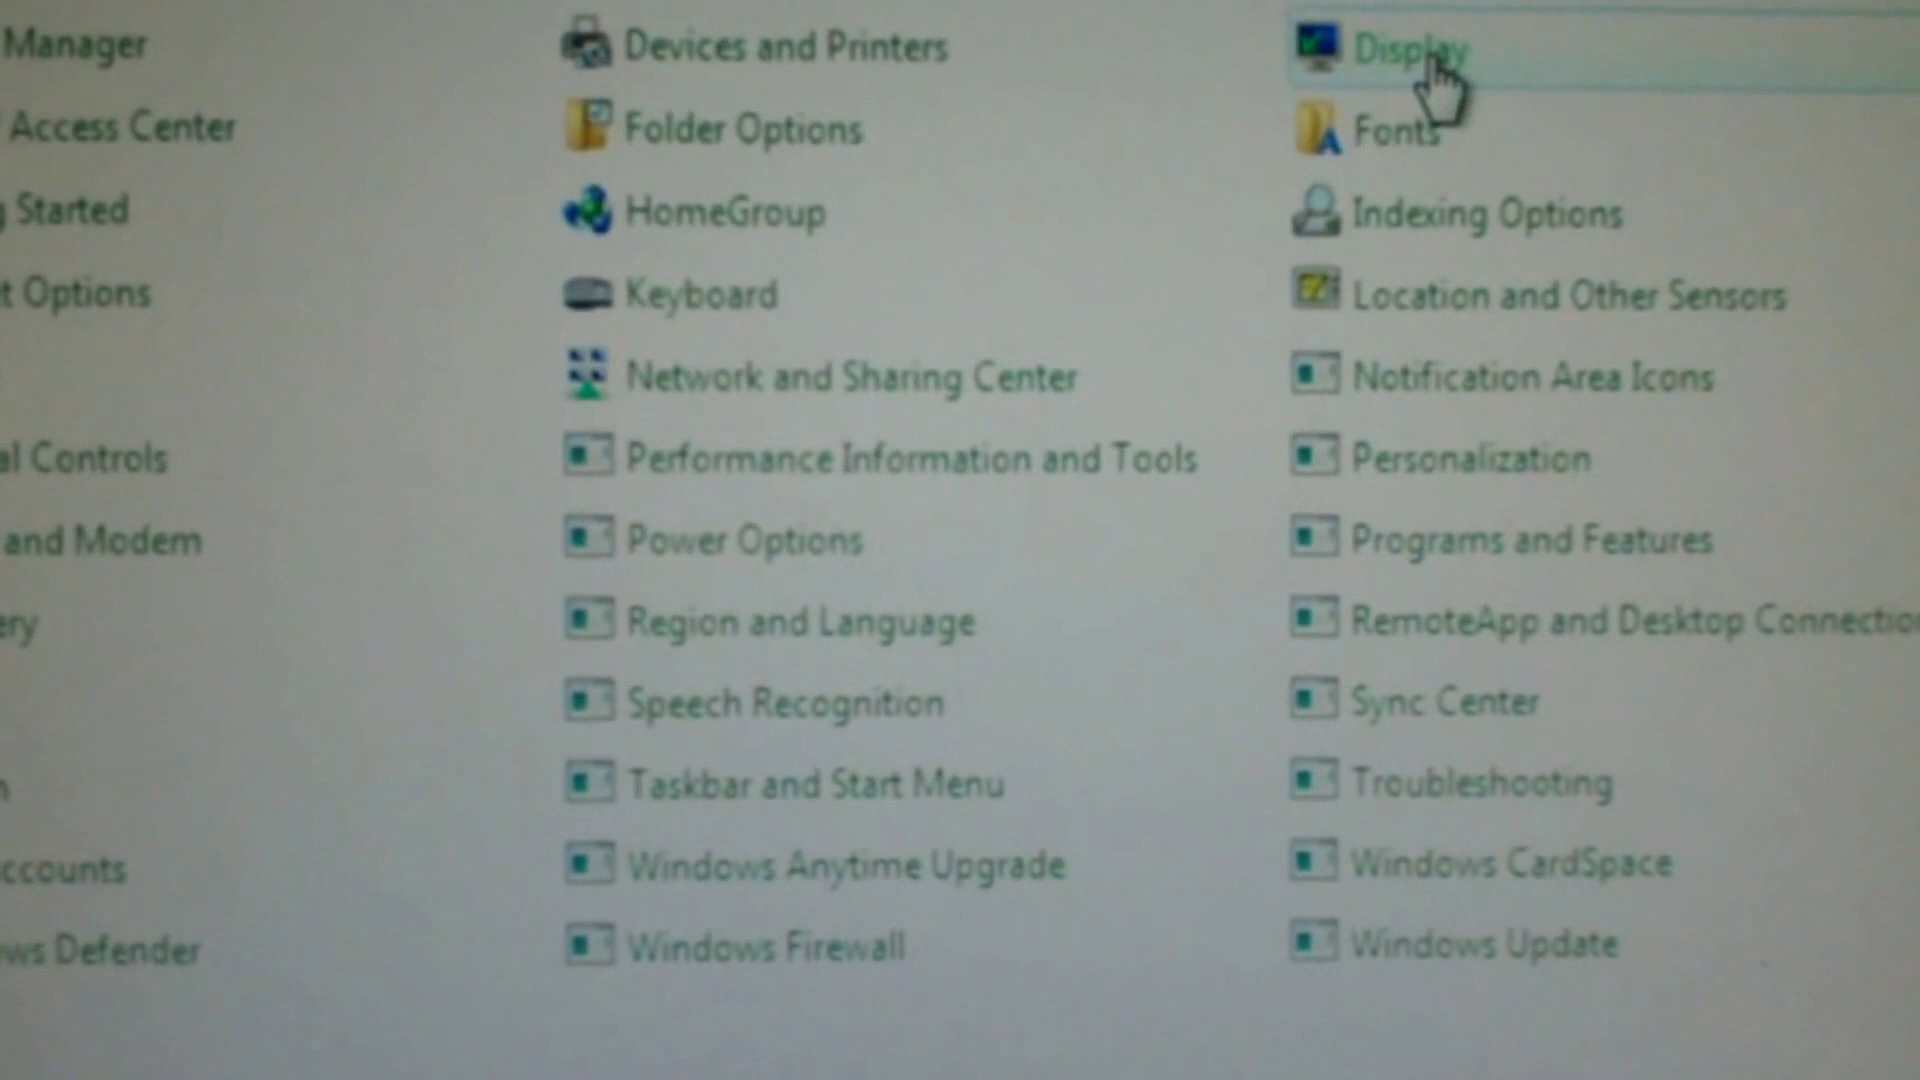 Manager
Access Center
g Started
t Options
al Controls
and Modem
ery
n
ccounts
ws Defender
Devices and Printers
Folder Options
HomeGroup
Keyboard
Network and Sharing Center
Performance Information and Tools
Power Options
Region and Language
Speech Recognition
Taskbar and Start Menu
Windows Anytime Upgrade
Windows Firewall
Display
Fonts
Indexing Options
Location and Other Sensors
Notification Area Icons
Personalization
Programs and Features
RemoteApp and Desktop Connection
Sync Center
Troubleshooting
Windows CardSpace
Windows Update